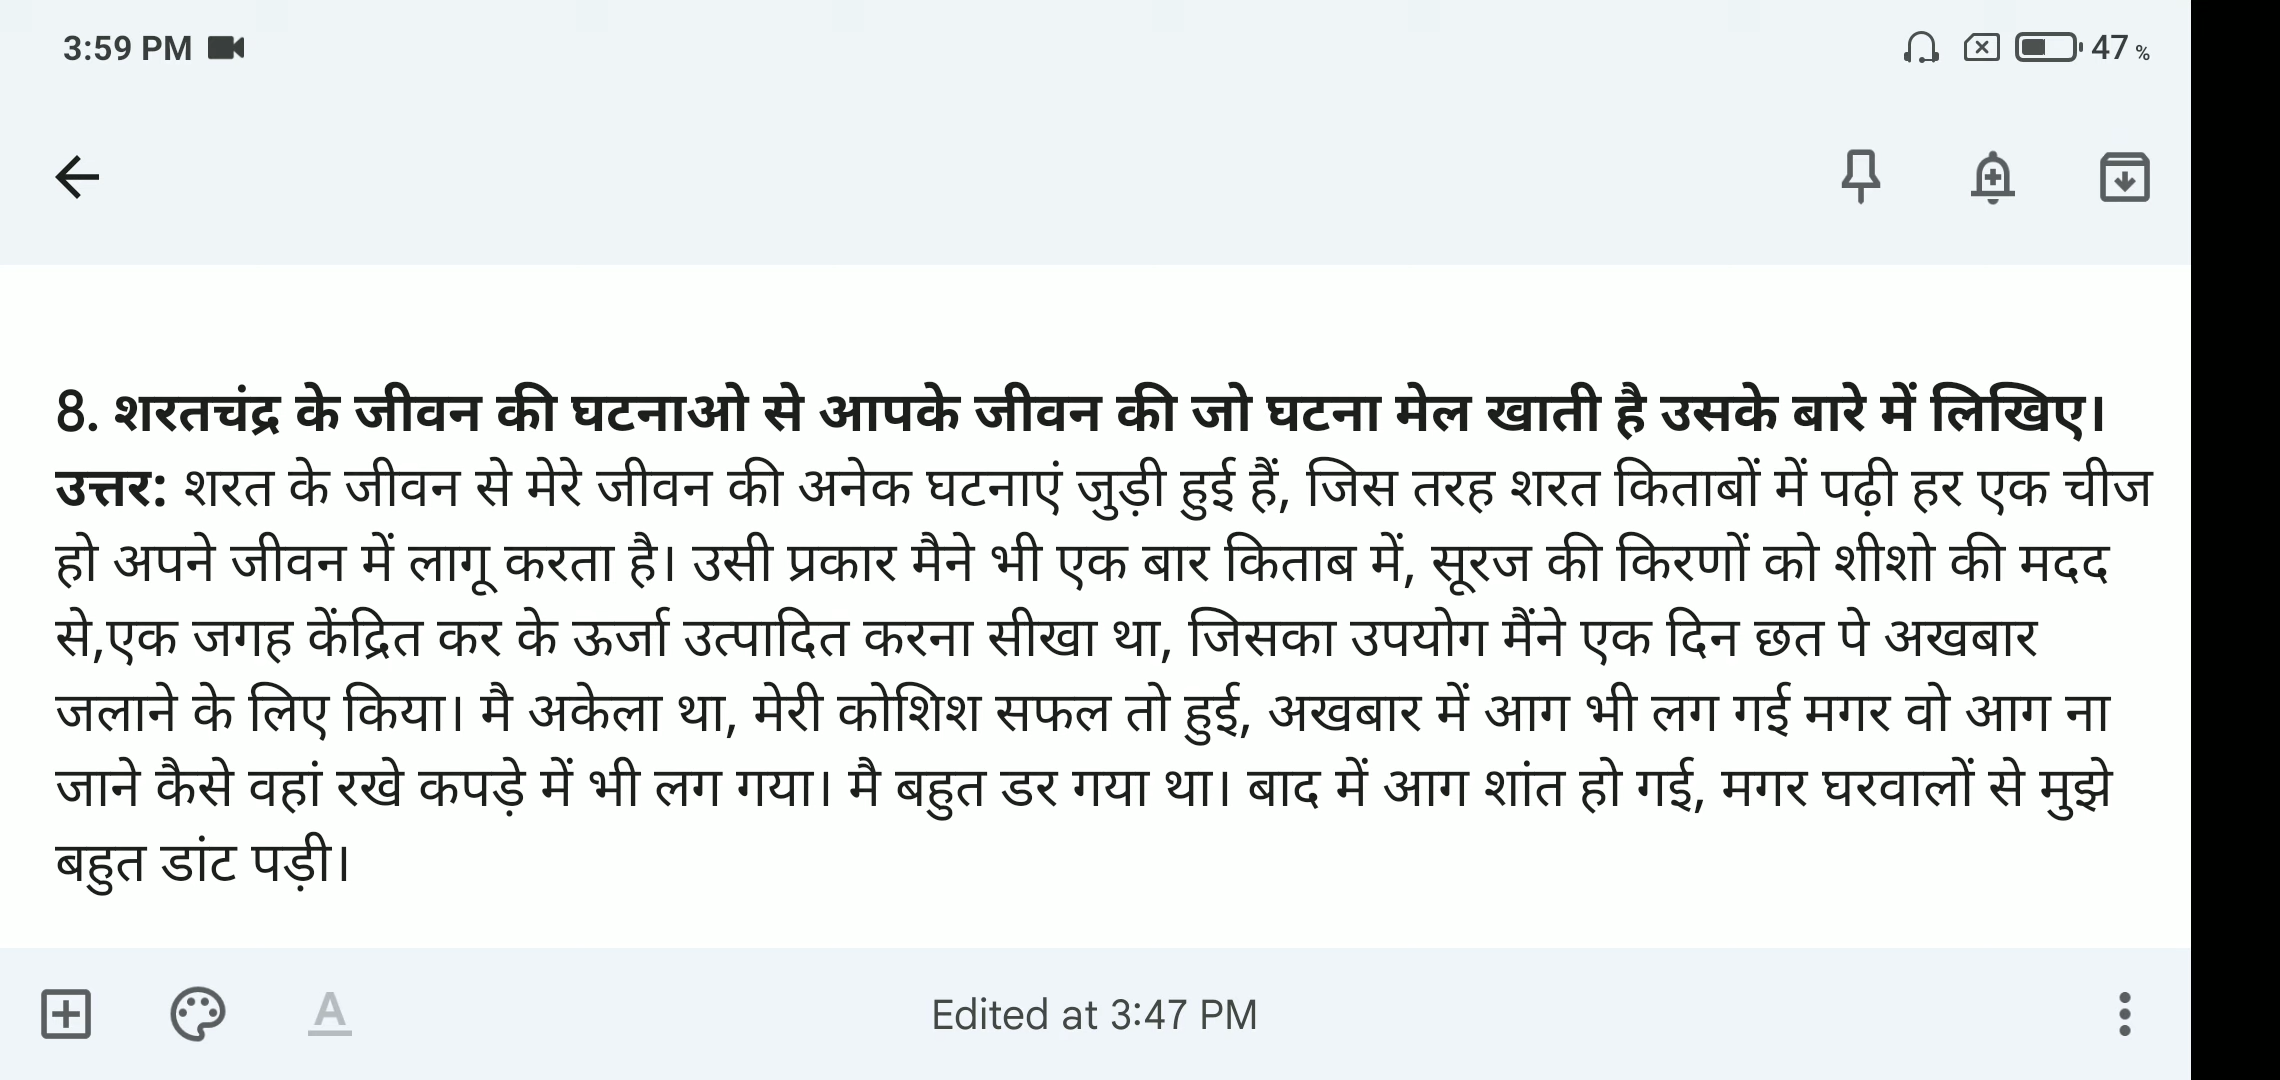 3:59 PM
47 %
8. शरतचंद्र के जीवन की घटनाओ से आपके जीवन की जो घटना मेल खाती है उसके बारे में लिखिए।
उत्तर: शरत के जीवन से मेरे जीवन की अनेक घटनाएं जुड़ी हुई हैं, जिस तरह शरत किताबों में पढ़ी हर एक चीज
हो अपने जीवन में लागू करता है। उसी प्रकार मैने भी एक बार किताब में, सूरज की किरणों को शीशो की मदद
से,एक जगह केंद्रित कर के ऊर्जा उत्पादित करना सीखा था, जिसका उपयोग मैंने एक दिन छत पे अखबार
जलाने के लिए किया। मै अकेला था, मेरी कोशिश सफल तो हुई, अखबार में आग भी लग गई मगर वो आग ना
जाने कैसे वहां रखे कपड़े में भी लग गया। मै बहुत डर गया था। बाद में आग शांत हो गई, मगर घरवालों से मुझे
बहुत डांट पड़ी।
A
Edited at 3:47 PM